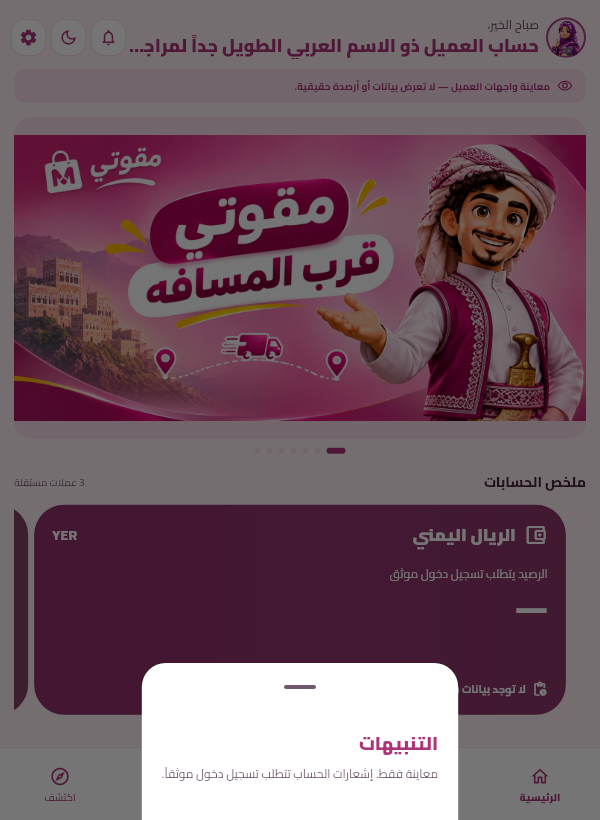 صباح الخير،
حساب العميل ذو الاسم العربي الطويل جداً لمراج...
معاينة واجهات العميل — لا تعرض بيانات أو أرصدة حقيقية.
مقوتي
مقوتي
قرب المسافه
ملخص الحسابات
3 عملات مستقلة
الريال اليمني
YER
الرصيد يتطلب تسجيل دخول موثق
—
لا توجد بيانات
التنبيهات
معاينة فقط. إشعارات الحساب تتطلب تسجيل دخول موثقاً.
الرئيسية
اكتشف